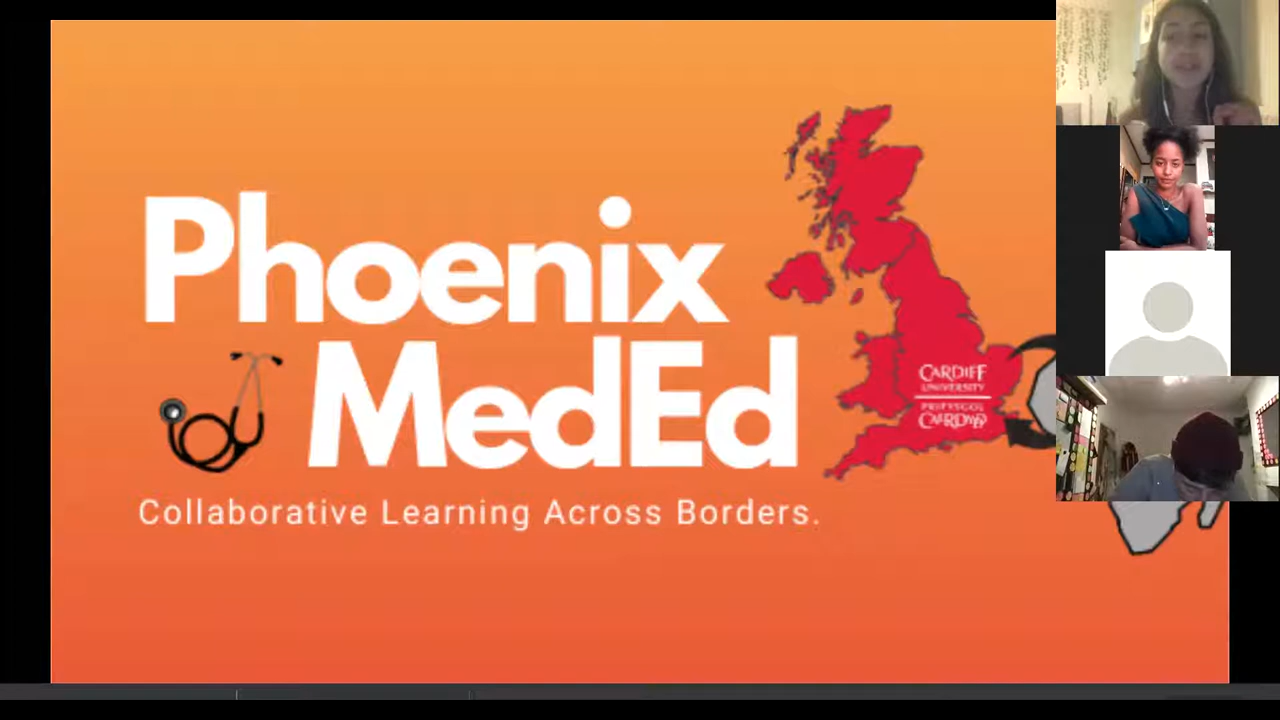 Phoenix
MedEd
Collaborative Learning Across Borders.
CARDIFF
UNIVERSITY
PRIFYSGOL
CAERDYDD